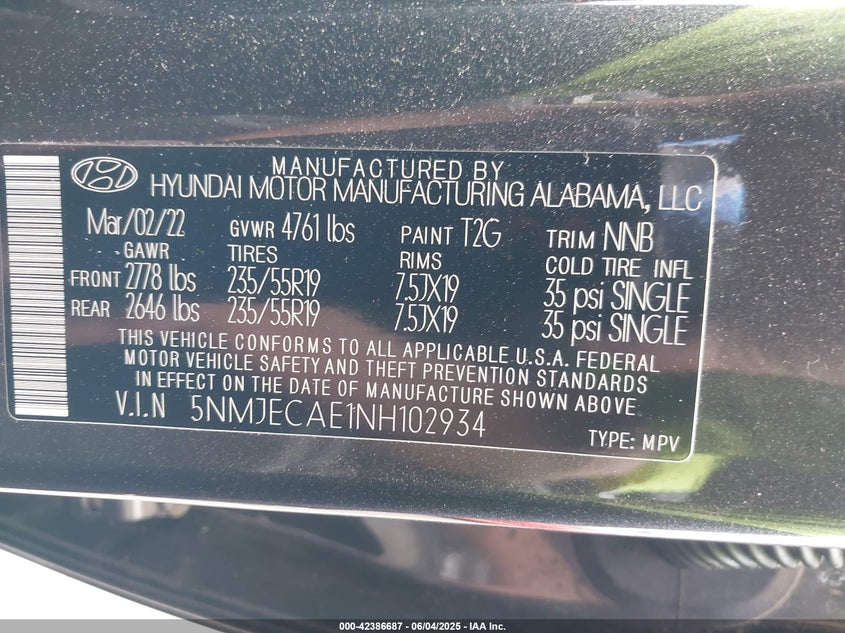 MANUFACTURED BY
HYUNDAI MOTOR MANUFACTURING ALABAMA, LLC
Mar/02/22 GVWR 4761 lbs PAINT T2G TRIM NNB
GAWR TIRES RIMS COLD TIRE INFL
FRONT 2778 lbs 235/55R19 7.5JX19 35 psi SINGLE
REAR 2646 lbs 235/55R19 7.5JX19 35 psi SINGLE
THIS VEHICLE CONFORMS TO ALL APPLICABLE U.S.A. FEDERAL
MOTOR VEHICLE SAFETY AND THEFT PREVENTION STANDARDS
IN EFFECT ON THE DATE OF MANUFACTURE SHOWN ABOVE
V.I.N 5NMJECAE1NH102934
TYPE: MPV
000-42386687 - 06/04/2025 - IAA Inc.